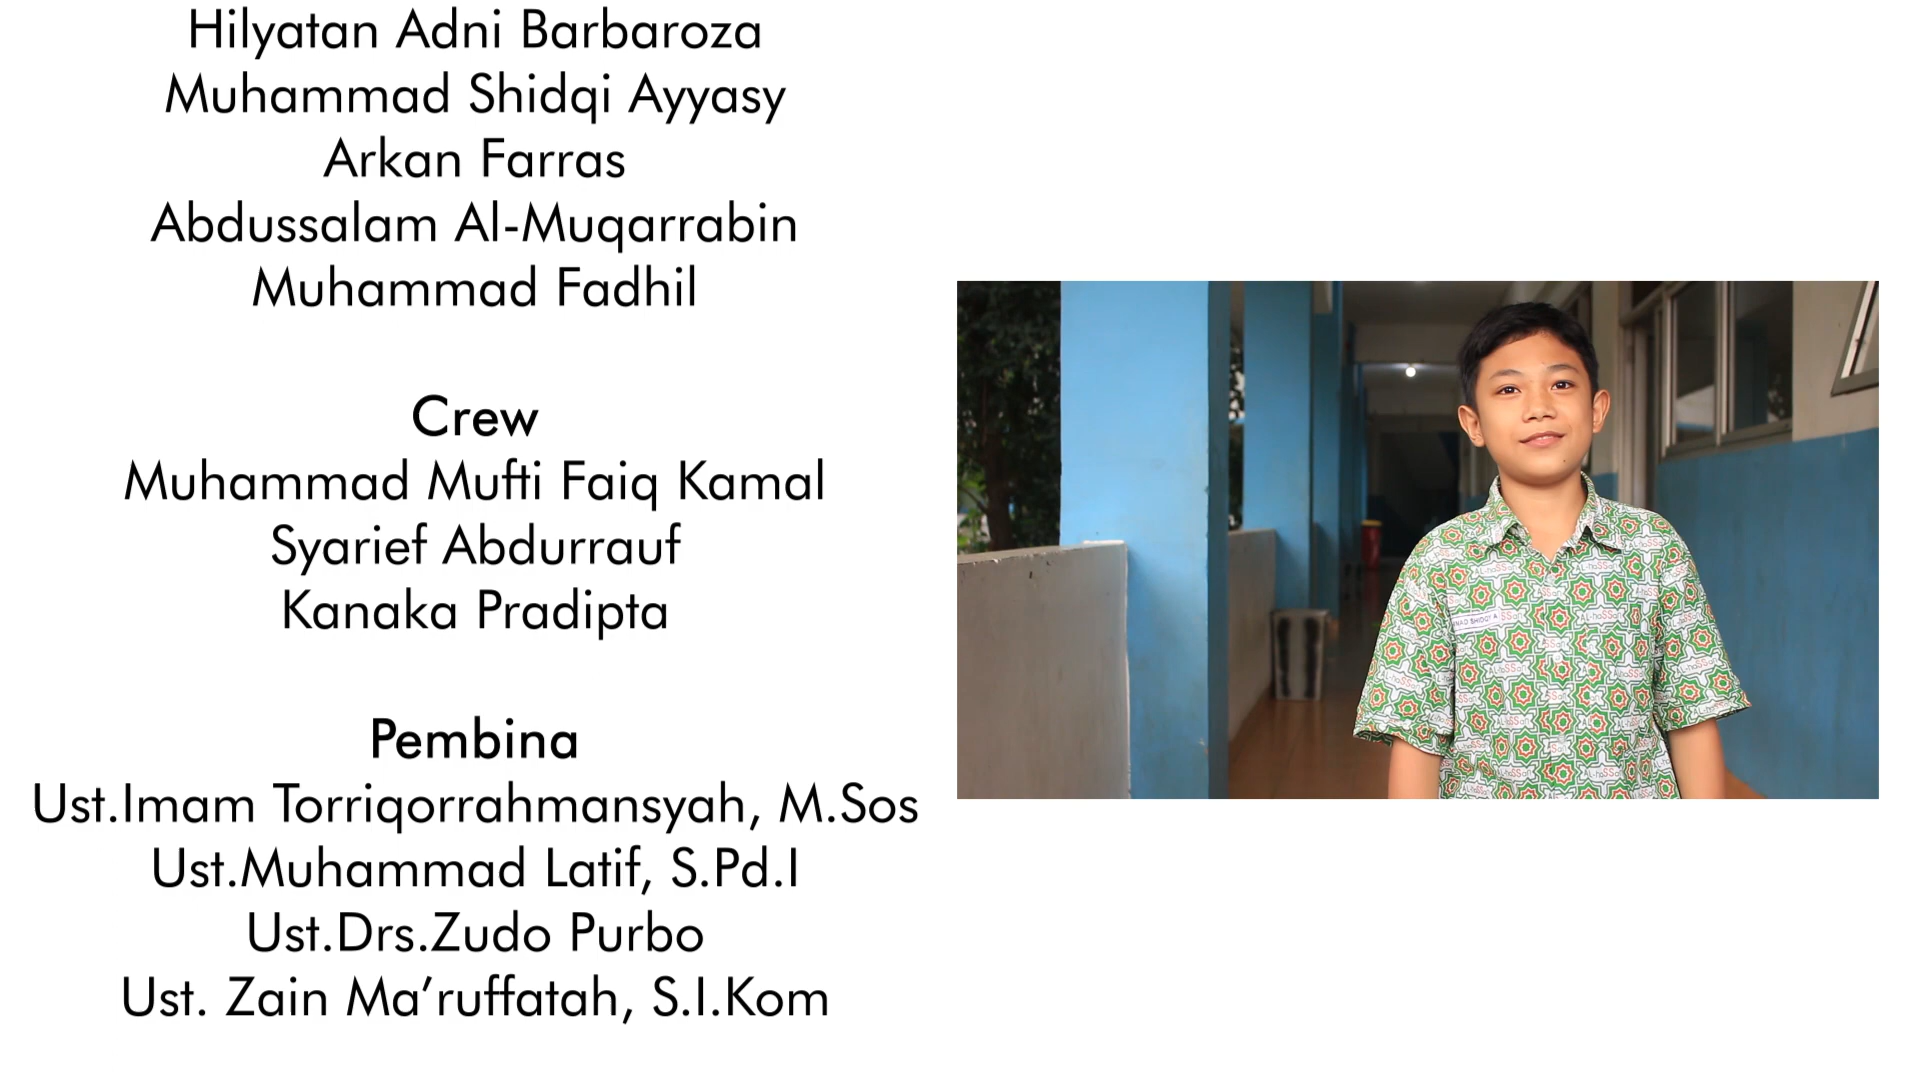 Hilyatan Adni Barbaroza
Muhammad Shidqi Ayyasy
Arkan Farras
Abdussalam Al-Muqarrabin
Muhammad Fadhil
Crew
Muhammad Mufti Faiq Kamal
Syarief Abdurrauf
Kanaka Pradipta
Pembina
Ust.Imam Torriqorrahmansyah, M.Sos
Ust.Muhammad Latif, S.Pd.I
Ust.Drs.Zudo Purbo
Ust. Zain Ma’ruffatah, S.I.Kom